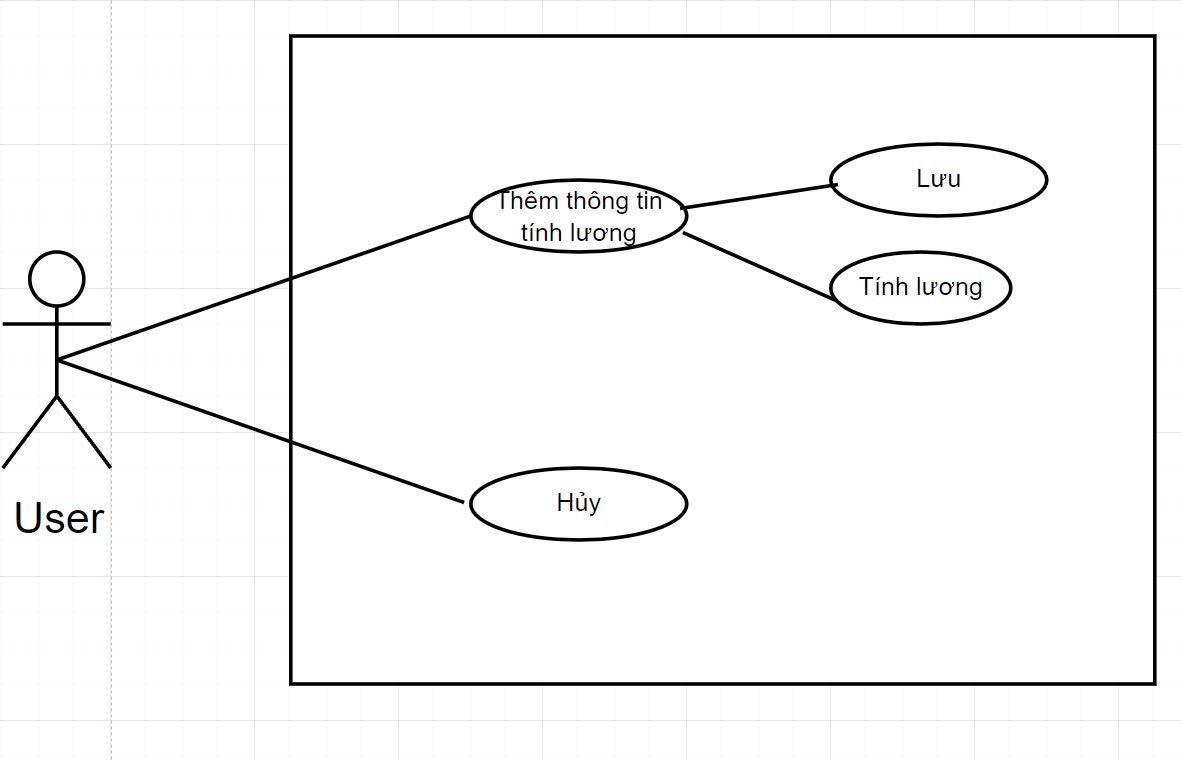 Lưu
Thêm thông tin
tính lương
Tính lương
Hủy
User